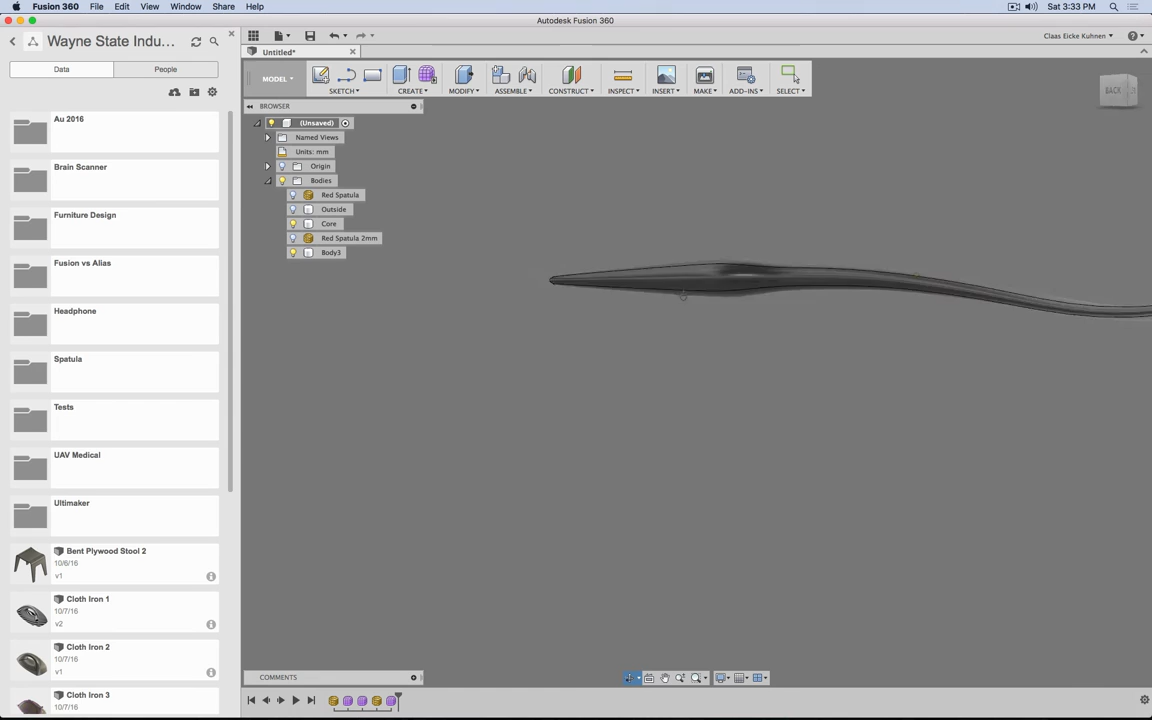 Fusion 360 File Edit View Window Share Help Sat 3:33 PM
Autodesk Fusion 360
Wayne State Indu...
Claas Eicke Kuhnen
Untitled*
Data People
MODEL SKETCH CREATE MODIFY ASSEMBLE CONSTRUCT INSPECT INSERT MAKE ADD-INS SELECT
BACK
BROWSER
(Unsaved)
Named Views
Units: mm
Origin
Bodies
Red Spatula
Outside
Core
Red Spatula 2mm
Body3
Au 2016
Brain Scanner
Furniture Design
Fusion vs Alias
Headphone
Spatula
Tests
UAV Medical
Ultimaker
Bent Plywood Stool 2
10/6/16
v1
Cloth Iron 1
10/7/16
v2
Cloth Iron 2
10/7/16
v1
Cloth Iron 3
10/7/16
COMMENTS